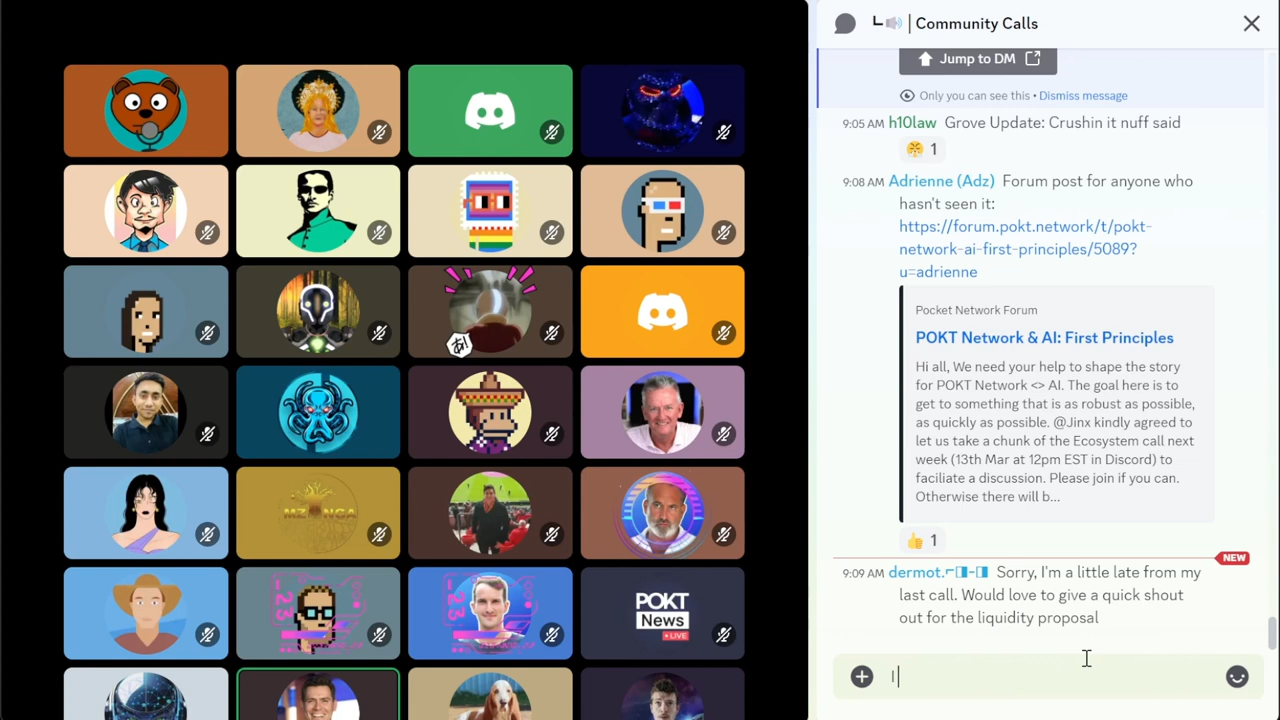 Community Calls
Jump to DM
Only you can see this • Dismiss message
9:05 AM h10law Grove Update: Crushin it nuff said
1
9:08 AM Adrienne (Adz) Forum post for anyone who
hasn't seen it:
https://forum.pokt.network/t/pokt-
network-ai-first-principles/5089?
u=adrienne
Pocket Network Forum
POKT Network & AI: First Principles
Hi all, We need your help to shape the story
for POKT Network <> AI. The goal here is to
get to something that is as robust as possible,
as quickly as possible. @Jinx kindly agreed to
let us take a chunk of the Ecosystem call next
week (13th Mar at 12pm EST in Discord) to
faciliate a discussion. Please join if you can.
Otherwise there will b...
1
NEW
9:09 AM dermot.⌐◨-◨ Sorry, I'm a little late from my
last call. Would love to give a quick shout
out for the liquidity proposal
MZONGA
23
23
POKT
News
LIVE